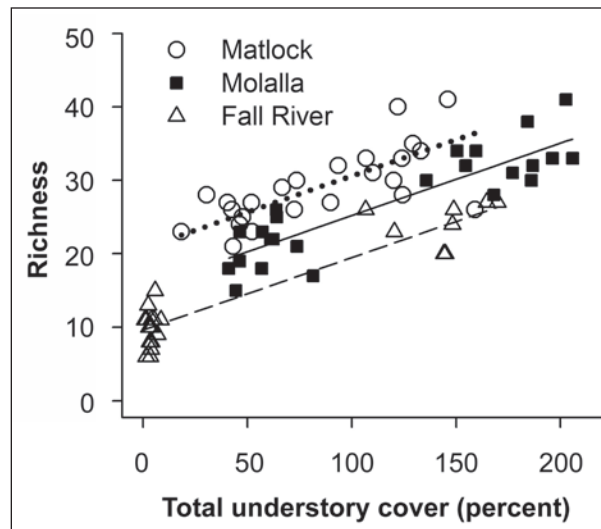 50
40
30
20
10
0
Richness
Matlock
Molalla
Fall River
0 50 100 150 200
Total understory cover (percent)